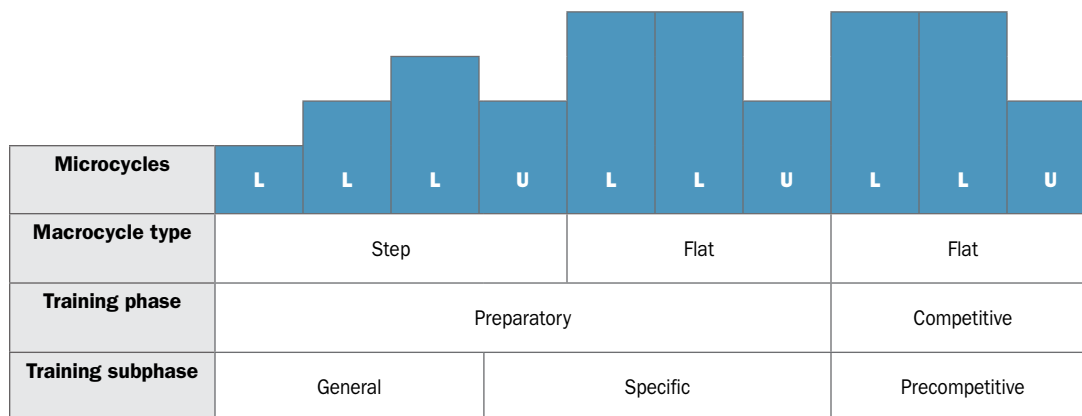 Microcycles L L L U L L U L L U
Macrocycle type Step Flat Flat
Training phase Preparatory Competitive
Training subphase General Specific Precompetitive